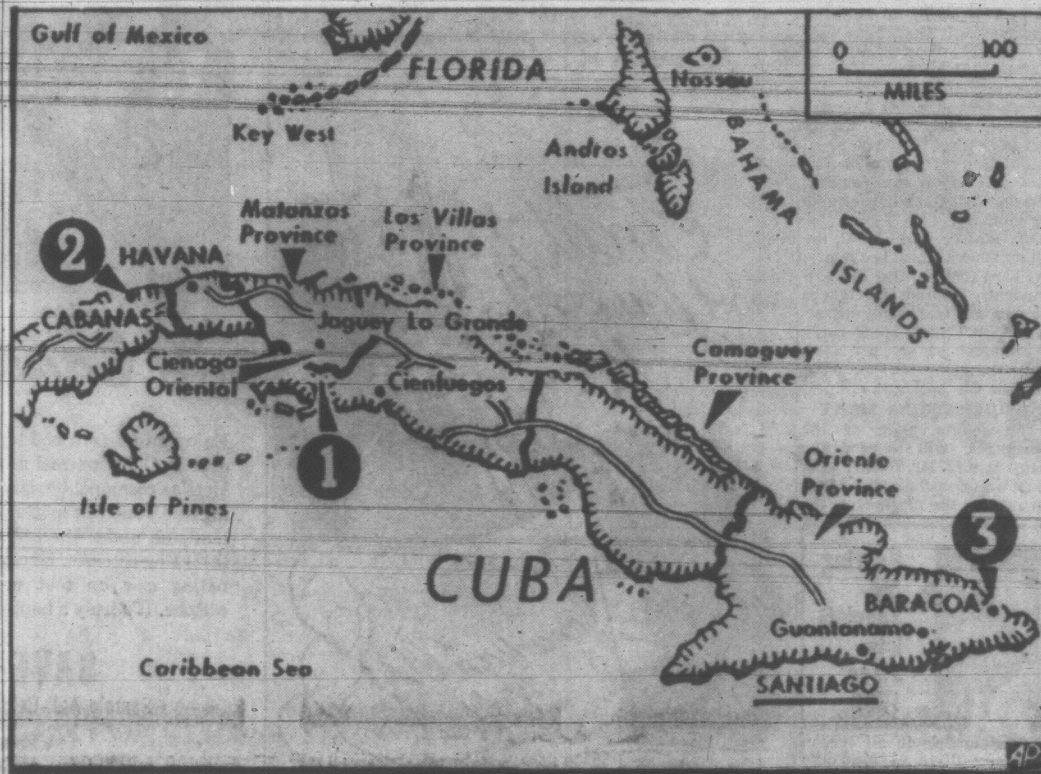 Gulf of Mexico
FLORIDA
Key West
Nassau
0 100
MILES
BAHAMA
ISLANDS
Andros
Island
Matanzas
Province
Las Villas
Province
2
HAVANA
CABANAS
Jaguey La Grande
Cienaga
Oriental
Cienfuegos
1
Isle of Pines
Camaguey
Province
Oriente
Province
3
CUBA
BARACOA
Guantanamo
SANTIAGO
Caribbean Sea
AP